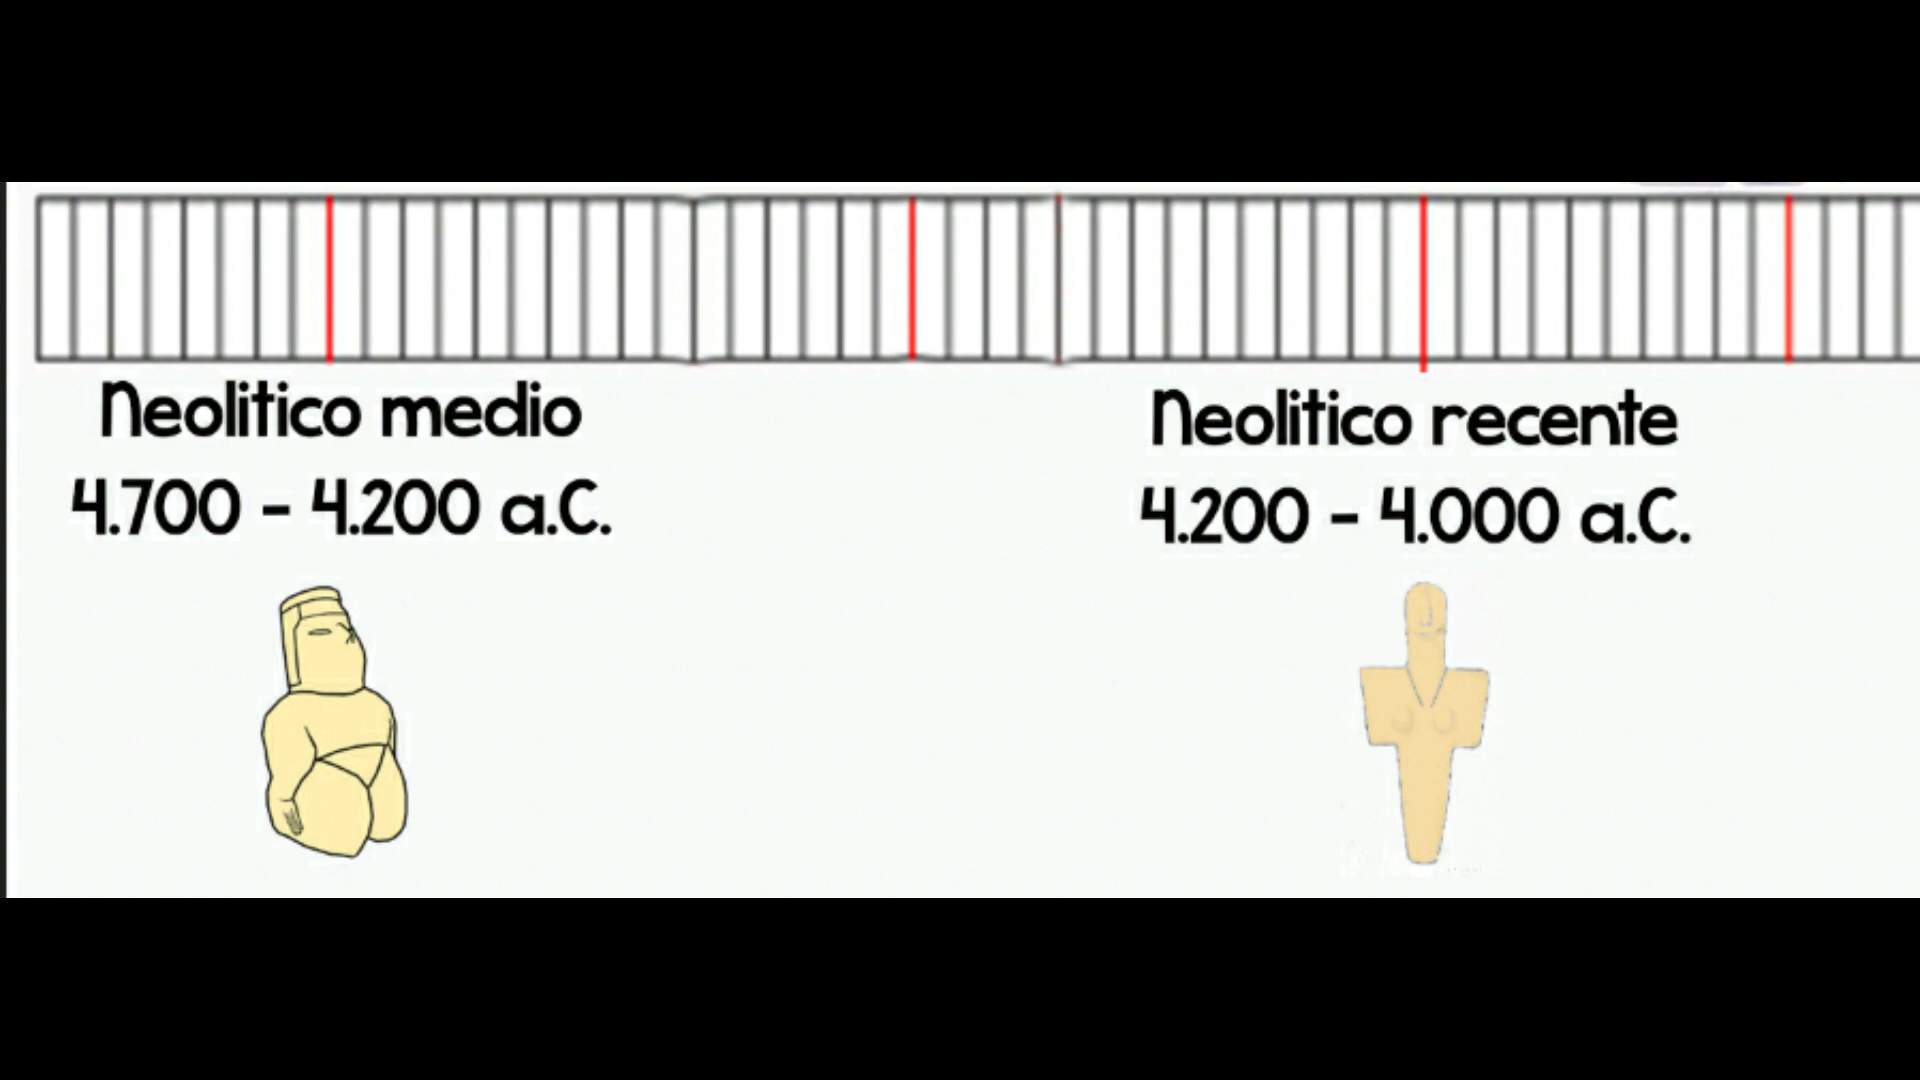 Neolitico medio
4.700 - 4.200 a.C.
Neolitico recente
4.200 - 4.000 a.C.